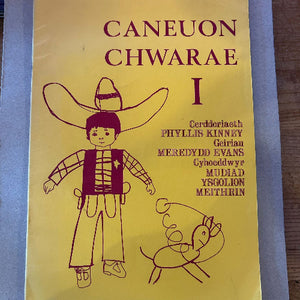 CANEUON
CHWARAE
I
Cerddoriaeth
PHYLLIS KINNEY
Geiriau
MEREDYDD EVANS
Cyhoeddwyr
MUDIAD
YSGOLION
MEITHRIN